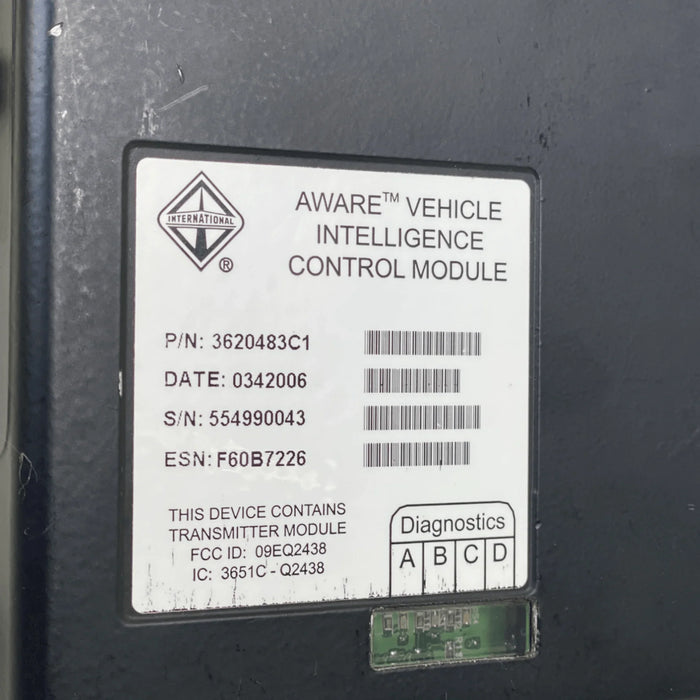 INTERNATIONAL
®
AWARE™ VEHICLE
INTELLIGENCE
CONTROL MODULE
P/N: 3620483C1
DATE: 0342006
S/N: 554990043
ESN: F60B7226
THIS DEVICE CONTAINS
TRANSMITTER MODULE
FCC ID: 09EQ2438
IC: 3651C - Q2438
Diagnostics
A B C D